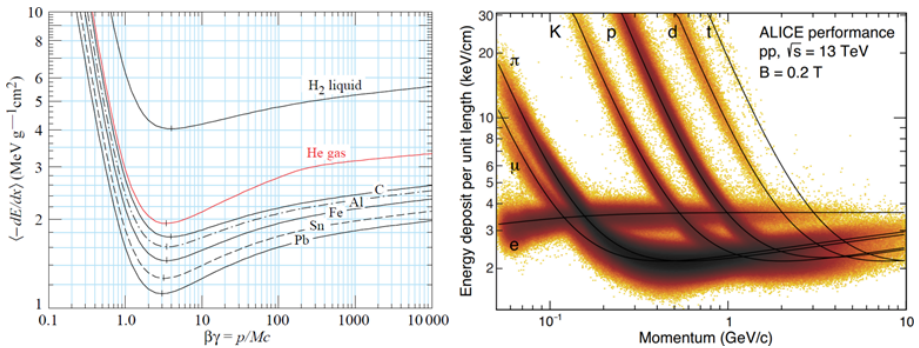 10
8
6
5
4
3
2
1
⟨−dE/dx⟩ (MeV g⁻¹cm²)
H₂ liquid
He gas
C
Al
Fe
Sn
Pb
0.1 1.0 10 100 1000 10 000
βγ = p/Mc
30
10
6
5
4
3
2
Energy deposit per unit length (keV/cm)
K p d t
ALICE performance
pp, √s = 13 TeV
B = 0.2 T
π
μ
e
10⁻¹ 1 10
Momentum (GeV/c)